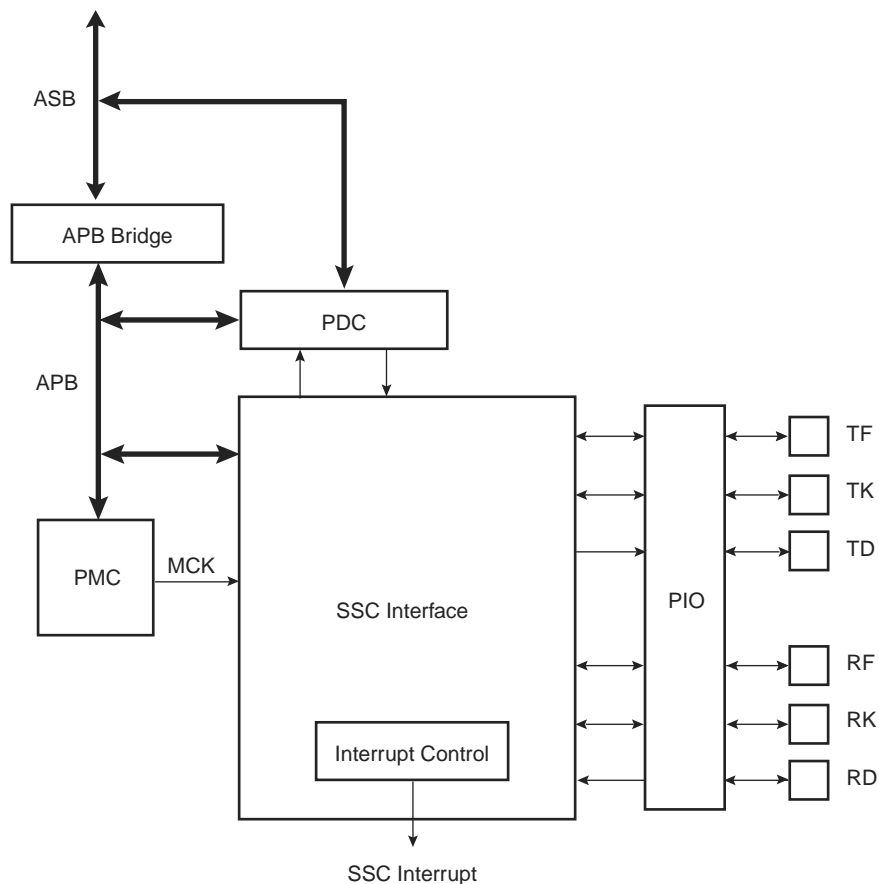 ASB
APB Bridge
PDC
APB
TF
TK
TD
PMC
MCK
SSC Interface
PIO
RF
RK
RD
Interrupt Control
SSC Interrupt